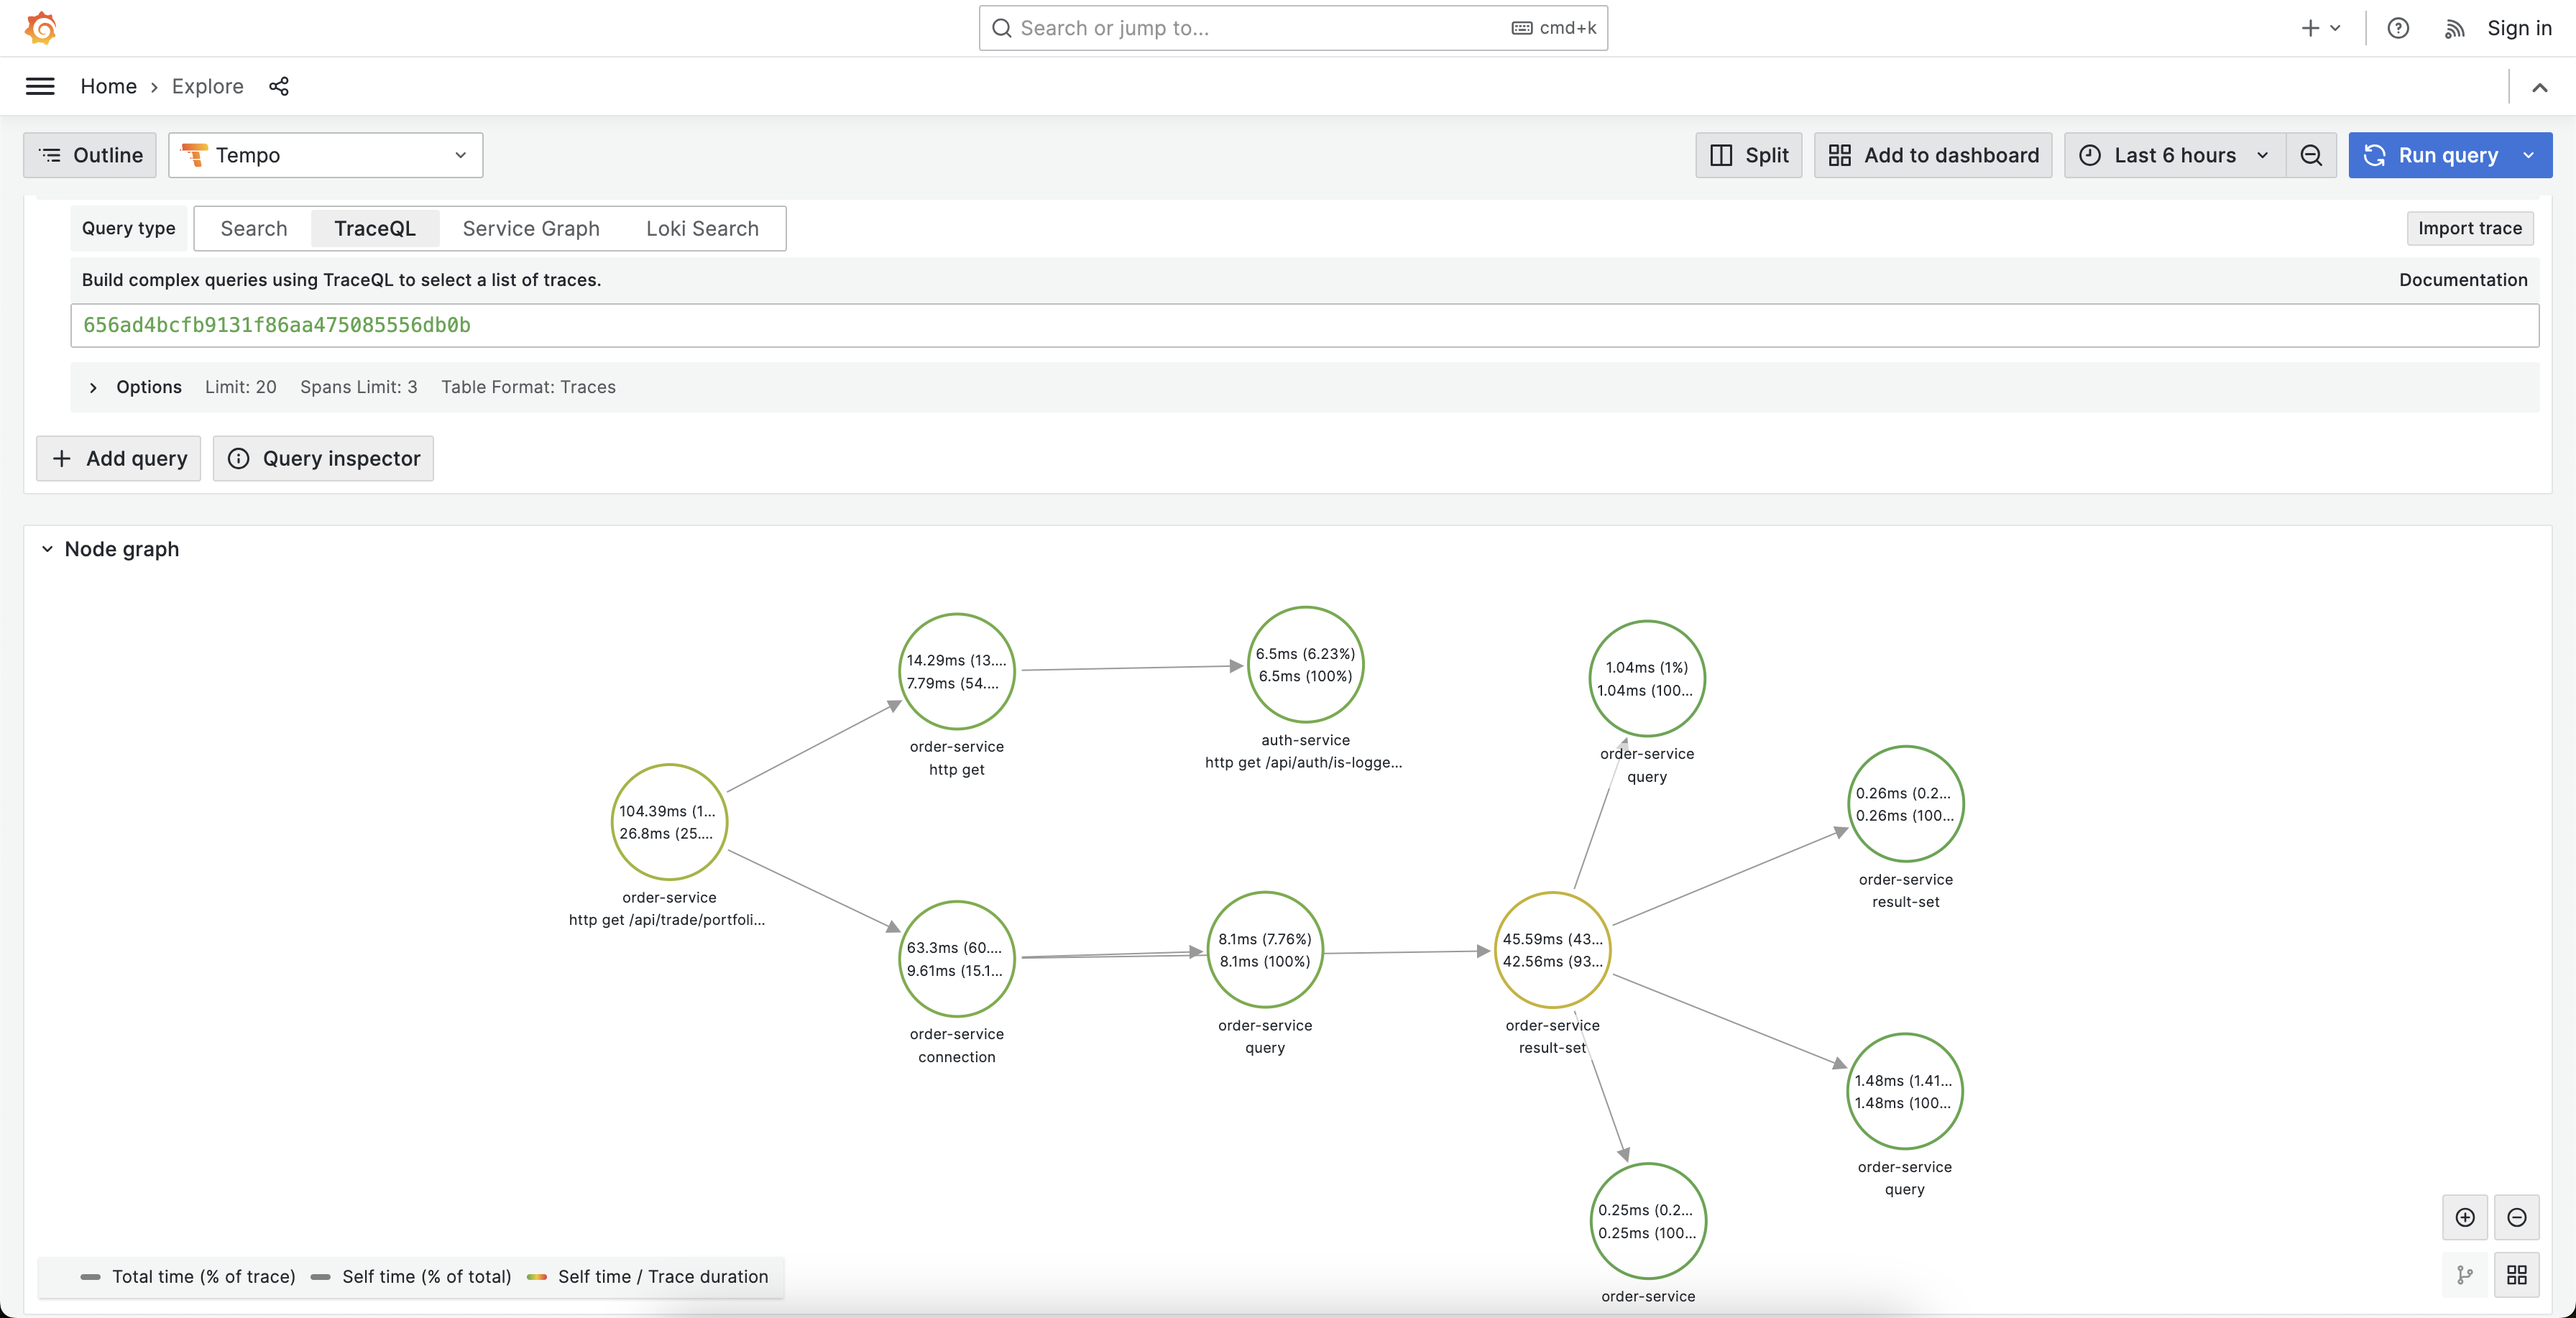 Search or jump to...
cmd+k
Sign in
Home
Explore
Outline
Tempo
Split
Add to dashboard
Last 6 hours
Run query
Query type
Search
TraceQL
Service Graph
Loki Search
Import trace
Build complex queries using TraceQL to select a list of traces.
Documentation
656ad4bcfb9131f86aa475085556db0b
Options
Limit: 20
Spans Limit: 3
Table Format: Traces
Add query
Query inspector
Node graph
104.39ms (1...
26.8ms (25....
order-service
http get /api/trade/portfoli...
14.29ms (13....
7.79ms (54....
order-service
http get
6.5ms (6.23%)
6.5ms (100%)
auth-service
http get /api/auth/is-logge...
63.3ms (60....
9.61ms (15.1...
order-service
connection
8.1ms (7.76%)
8.1ms (100%)
order-service
query
45.59ms (43...
42.56ms (93...
order-service
result-set
1.04ms (1%)
1.04ms (100...
order-service
query
0.26ms (0.2...
0.26ms (100...
order-service
result-set
1.48ms (1.41...
1.48ms (100...
order-service
query
0.25ms (0.2...
0.25ms (100...
order-service
Total time (% of trace)
Self time (% of total)
Self time / Trace duration